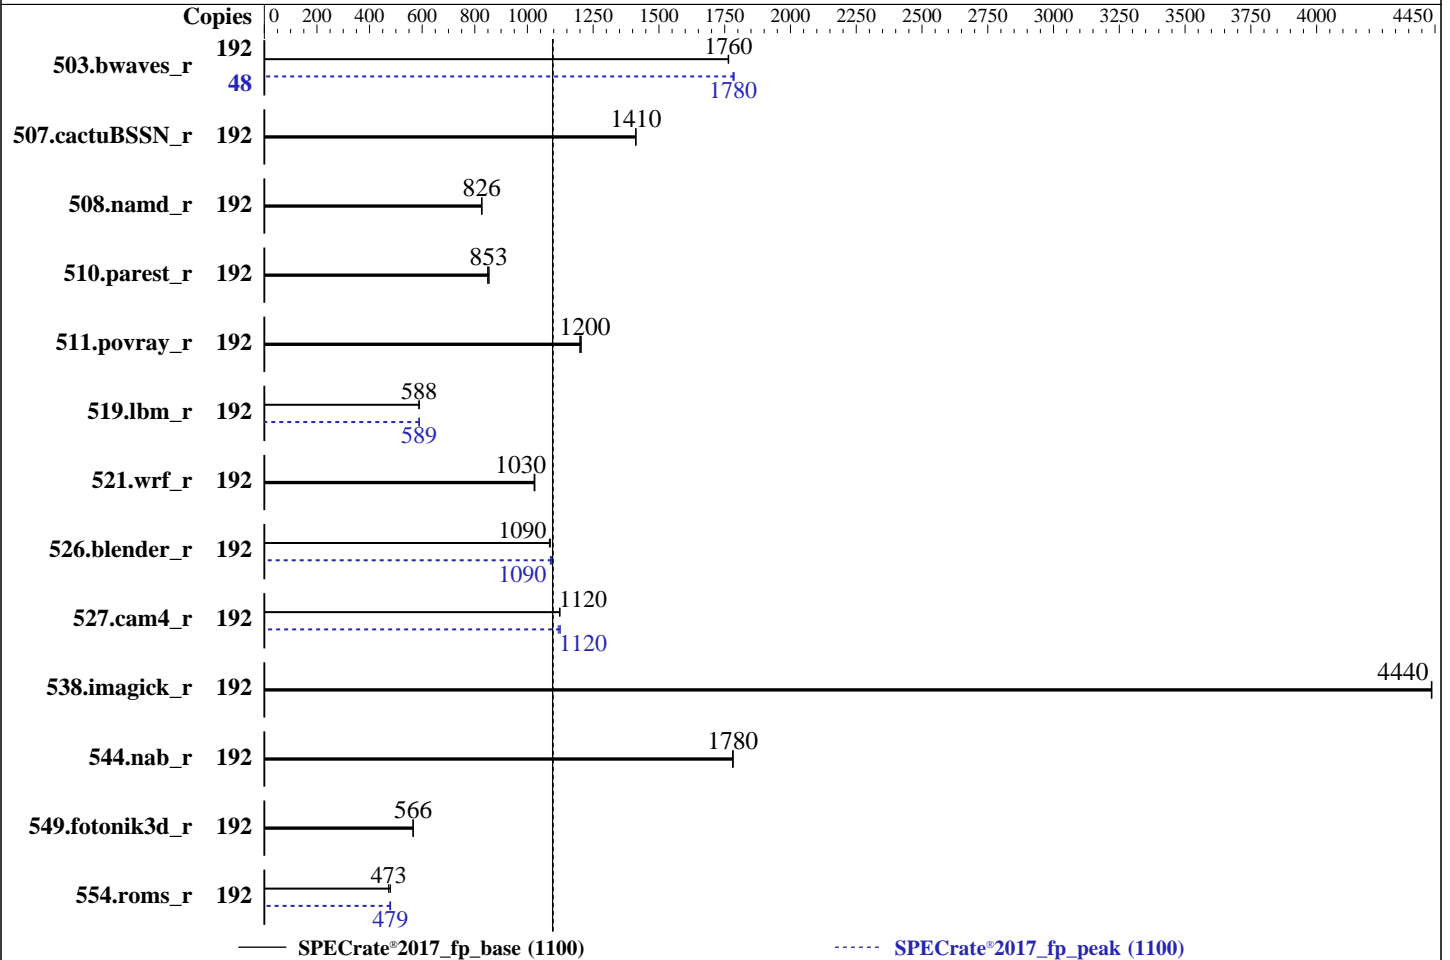 Copies 0 200 400 600 800 1000 1250 1500 1750 2000 2250 2500 2750 3000 3250 3500 3750 4000 4450
503.bwaves_r 192 1760
48 1780
507.cactuBSSN_r 192 1410
508.namd_r 192 826
510.parest_r 192 853
511.povray_r 192 1200
519.lbm_r 192 588
589
521.wrf_r 192 1030
526.blender_r 192 1090
1090
527.cam4_r 192 1120
1120
538.imagick_r 192 4440
544.nab_r 192 1780
549.fotonik3d_r 192 566
554.roms_r 192 473
479
SPECrate®2017_fp_base (1100) SPECrate®2017_fp_peak (1100)